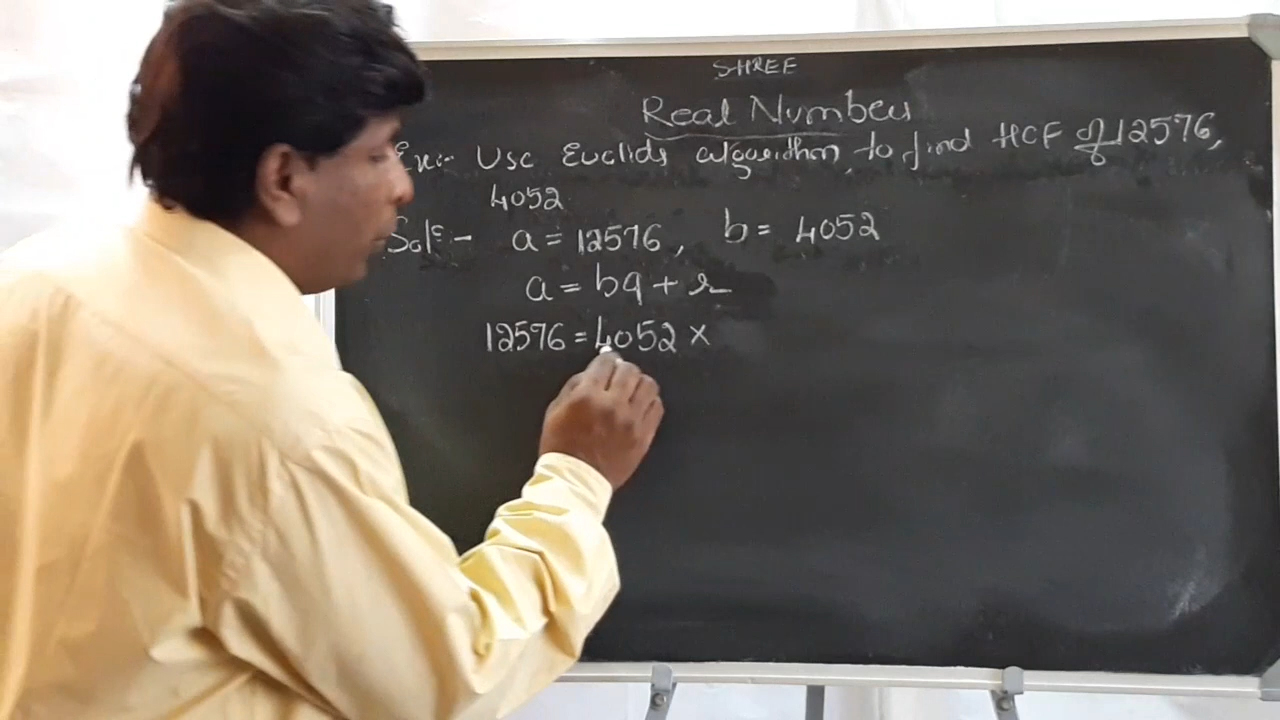 SHREE
Real Numbers
Ex:- Use Euclids algorithm to find HCF of 12576,
4052
Sol:- a = 12576, b = 4052
a = bq + r
12576 = 4052 ×